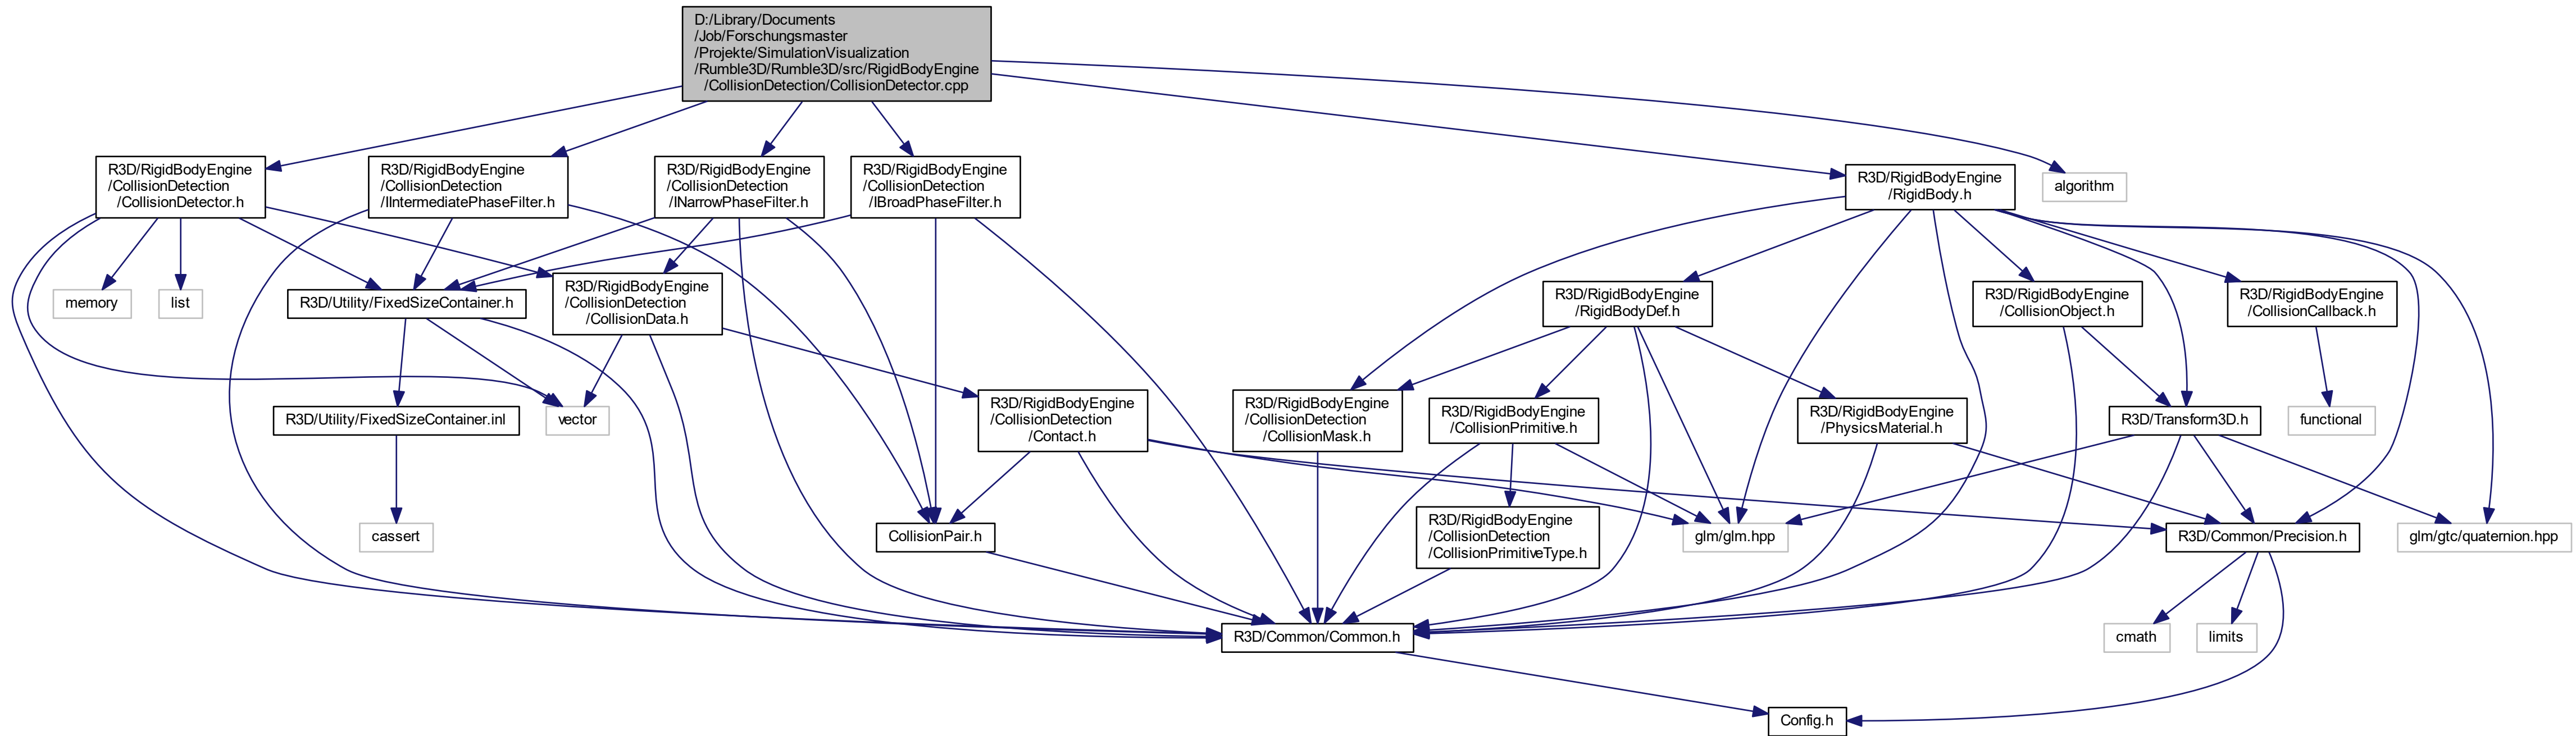 D:/Library/Documents
/Job/Forschungsmaster
/Projekte/SimulationVisualization
/Rumble3D/Rumble3D/src/RigidBodyEngine
/CollisionDetection/CollisionDetector.cpp
R3D/RigidBodyEngine
/CollisionDetection
/CollisionDetector.h
R3D/RigidBodyEngine
/CollisionDetection
/IIntermediatePhaseFilter.h
R3D/RigidBodyEngine
/CollisionDetection
/INarrowPhaseFilter.h
R3D/RigidBodyEngine
/CollisionDetection
/IBroadPhaseFilter.h
R3D/RigidBodyEngine
/RigidBody.h
algorithm
memory
list
R3D/Utility/FixedSizeContainer.h
R3D/RigidBodyEngine
/CollisionDetection
/CollisionData.h
R3D/RigidBodyEngine
/RigidBodyDef.h
R3D/RigidBodyEngine
/CollisionObject.h
R3D/RigidBodyEngine
/CollisionCallback.h
R3D/Utility/FixedSizeContainer.inl
vector
R3D/RigidBodyEngine
/CollisionDetection
/Contact.h
R3D/RigidBodyEngine
/CollisionDetection
/CollisionMask.h
R3D/RigidBodyEngine
/CollisionPrimitive.h
R3D/RigidBodyEngine
/PhysicsMaterial.h
R3D/Transform3D.h
functional
cassert
CollisionPair.h
R3D/RigidBodyEngine
/CollisionDetection
/CollisionPrimitiveType.h
glm/glm.hpp
R3D/Common/Precision.h
glm/gtc/quaternion.hpp
R3D/Common/Common.h
cmath
limits
Config.h